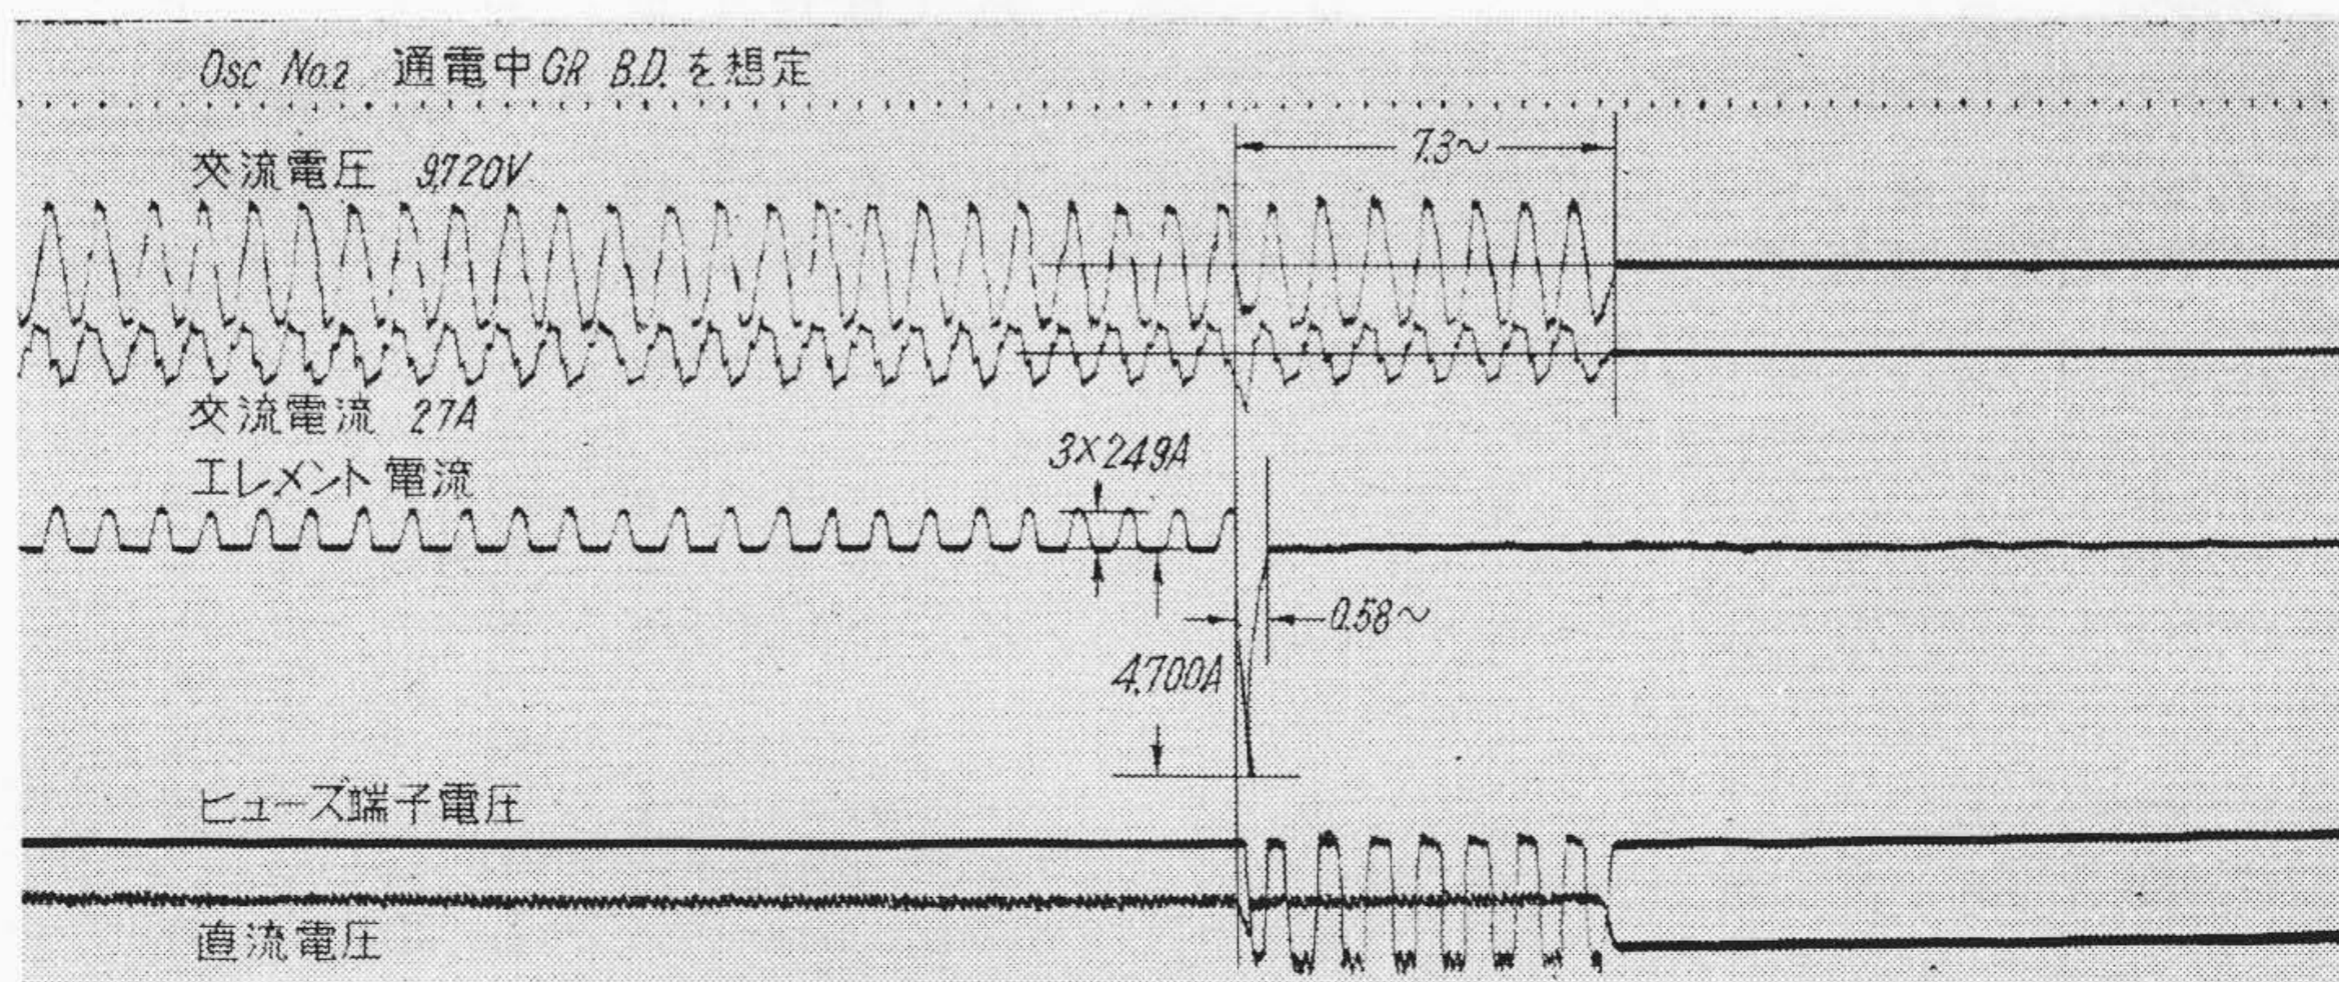 Osc No.2 通電中GR B.D.を想定
7.3～
交流電圧 9,720V
交流電流 27A
3×249A
エレメント電流
0.58～
4,700A
ヒューズ端子電圧
直流電圧